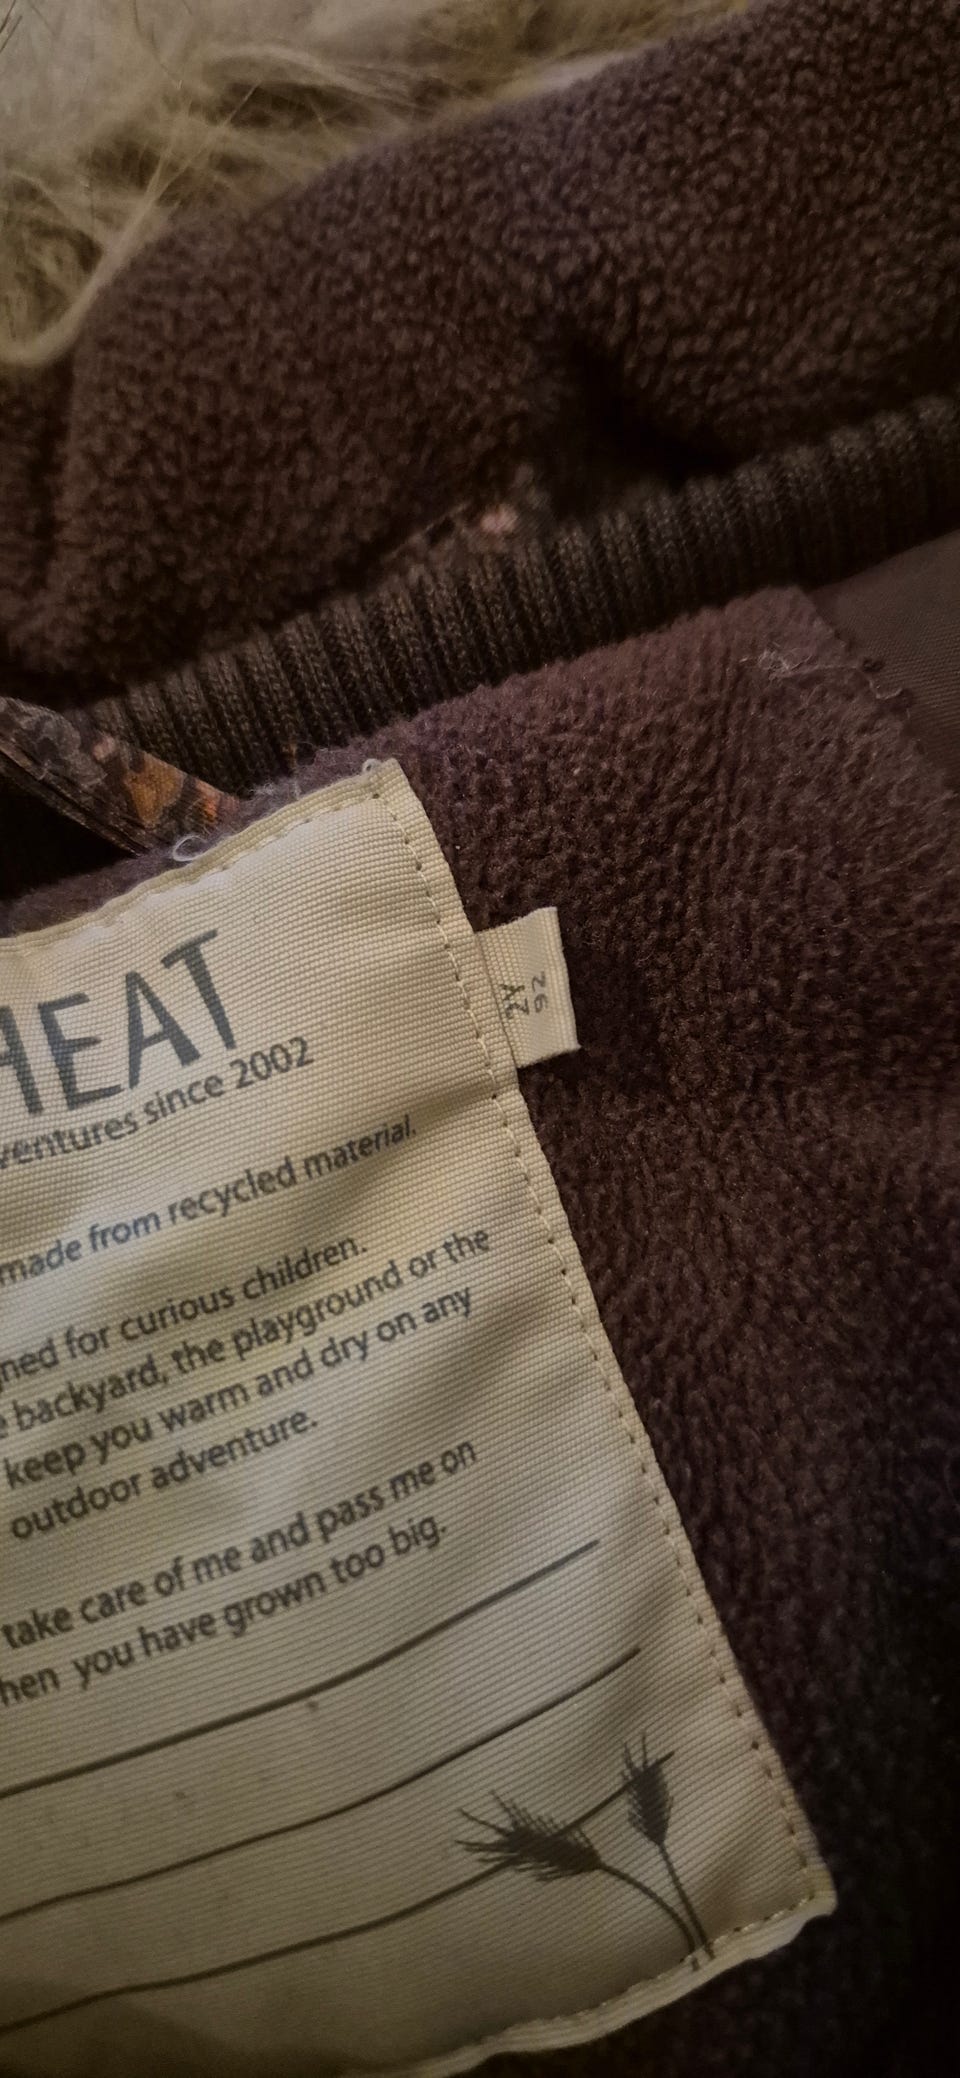 HEAT
ventures since 2002
made from recycled material.
gned for curious children.
e backyard, the playground or the
keep you warm and dry on any
outdoor adventure.
take care of me and pass me on
hen you have grown too big.
2Y
92